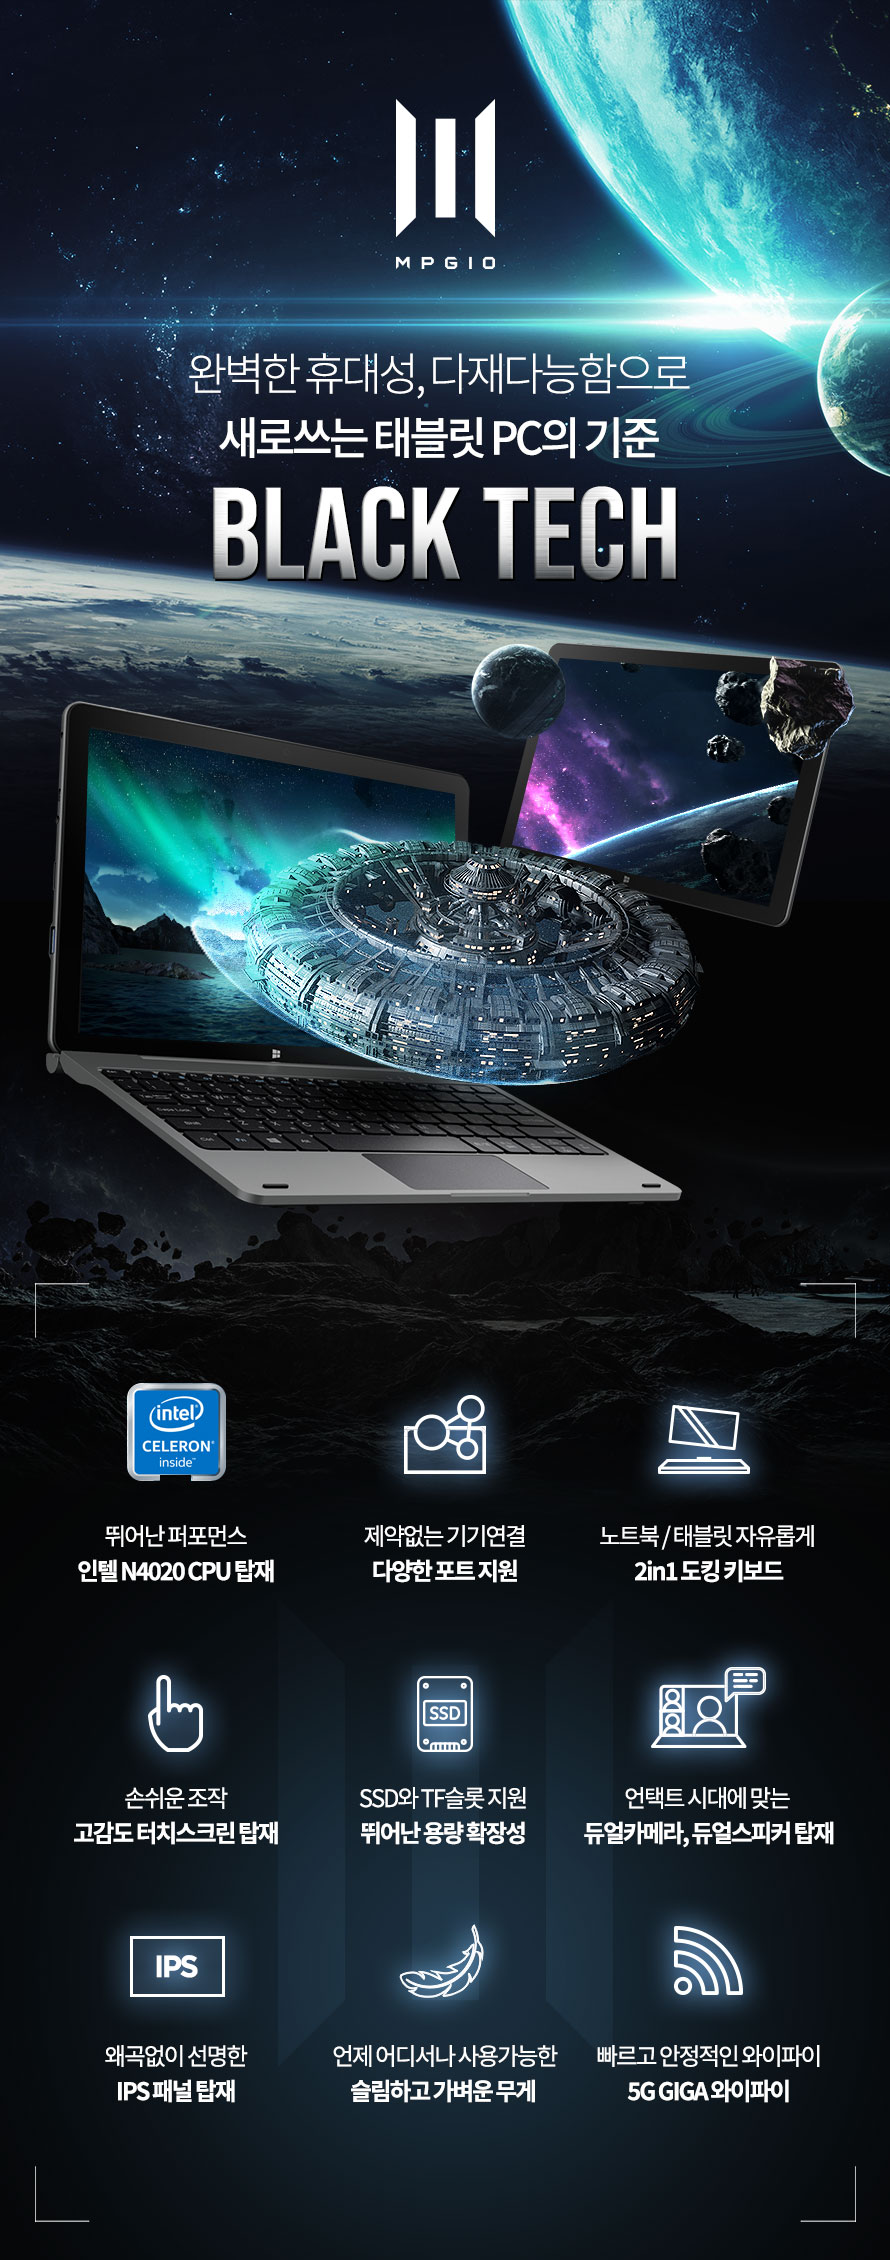 MPGIO
완벽한 휴대성, 다재다능함으로
새로쓰는 태블릿 PC의 기준
BLACK TECH
intel
CELERON®
inside™
뛰어난 퍼포먼스
인텔 N4020 CPU 탑재
제약없는 기기연결
다양한 포트 지원
노트북 / 태블릿 자유롭게
2in1 도킹 키보드
손쉬운 조작
고감도 터치스크린 탑재
SSD
SSD와 TF슬롯 지원
뛰어난 용량 확장성
언택트 시대에 맞는
듀얼카메라, 듀얼스피커 탑재
IPS
왜곡없이 선명한
IPS 패널 탑재
언제 어디서나 사용가능한
슬림하고 가벼운 무게
빠르고 안정적인 와이파이
5G GIGA 와이파이